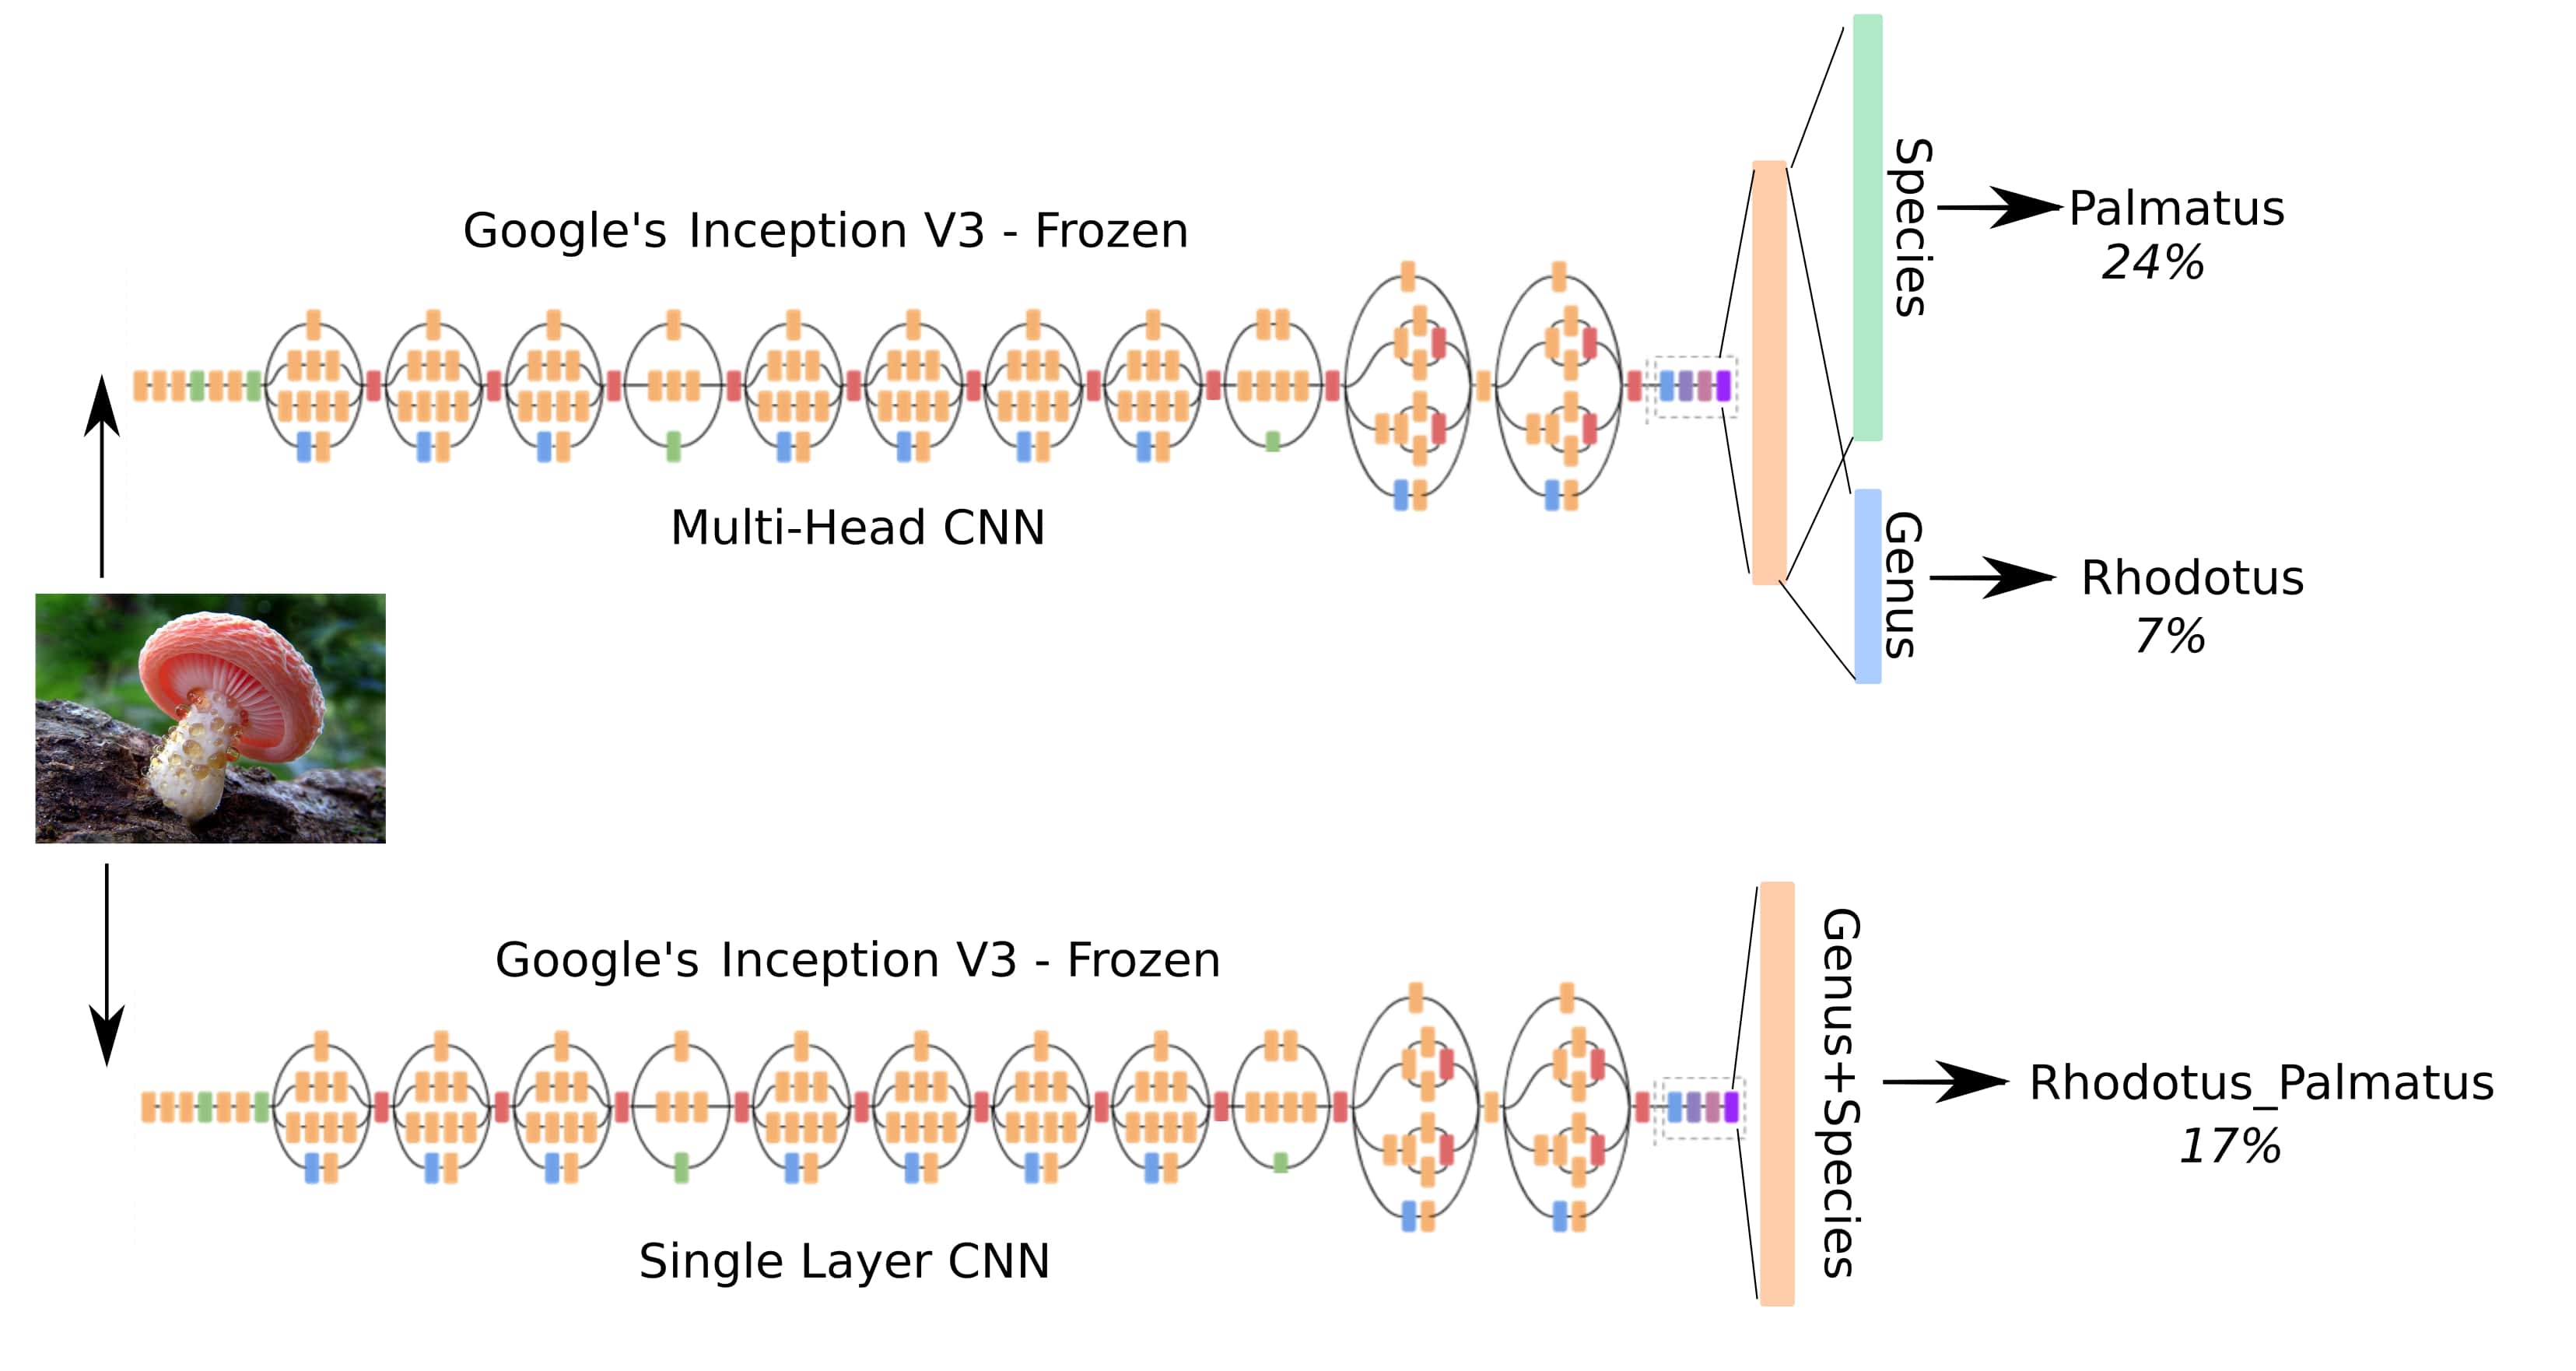 Google's Inception V3 - Frozen
Multi-Head CNN
Species
Palmatus
24%
Genus
Rhodotus
7%
Google's Inception V3 - Frozen
Single Layer CNN
Genus+Species
Rhodotus_Palmatus
17%